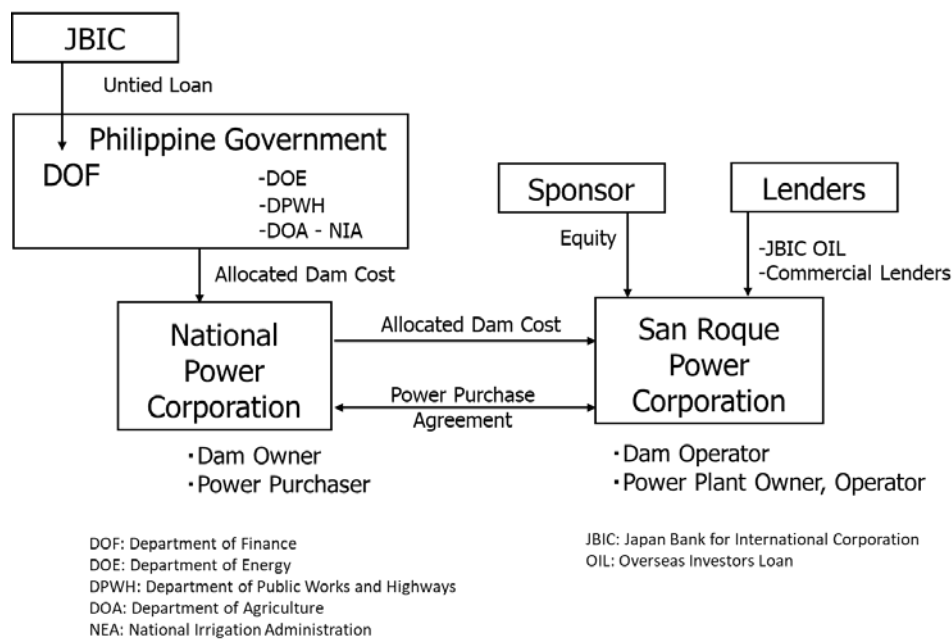 JBIC
Untied Loan
Philippine Government
DOF
-DOE
-DPWH
-DOA - NIA
Sponsor
Lenders
Equity
-JBIC OIL
-Commercial Lenders
Allocated Dam Cost
National
Power
Corporation
Allocated Dam Cost
Power Purchase
Agreement
San Roque
Power
Corporation
・Dam Owner
・Power Purchaser
・Dam Operator
・Power Plant Owner, Operator
DOF: Department of Finance
DOE: Department of Energy
DPWH: Department of Public Works and Highways
DOA: Department of Agriculture
NEA: National Irrigation Administration
JBIC: Japan Bank for International Corporation
OIL: Overseas Investors Loan